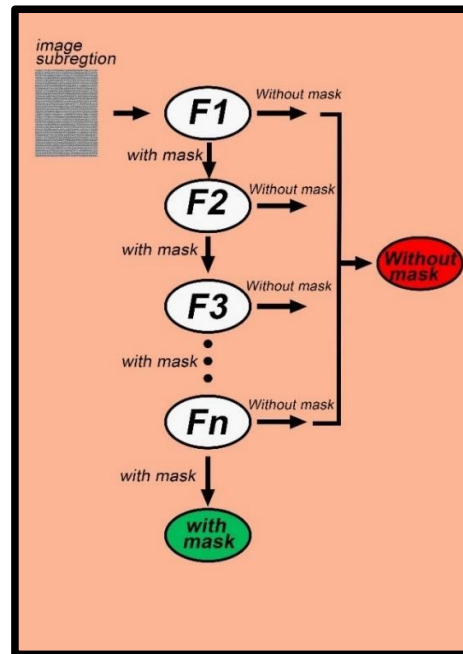 image
subregtion
F1
Without mask
with mask
F2
Without mask
with mask
F3
Without mask
Without
mask
with mask
Fn
Without mask
with mask
with
mask